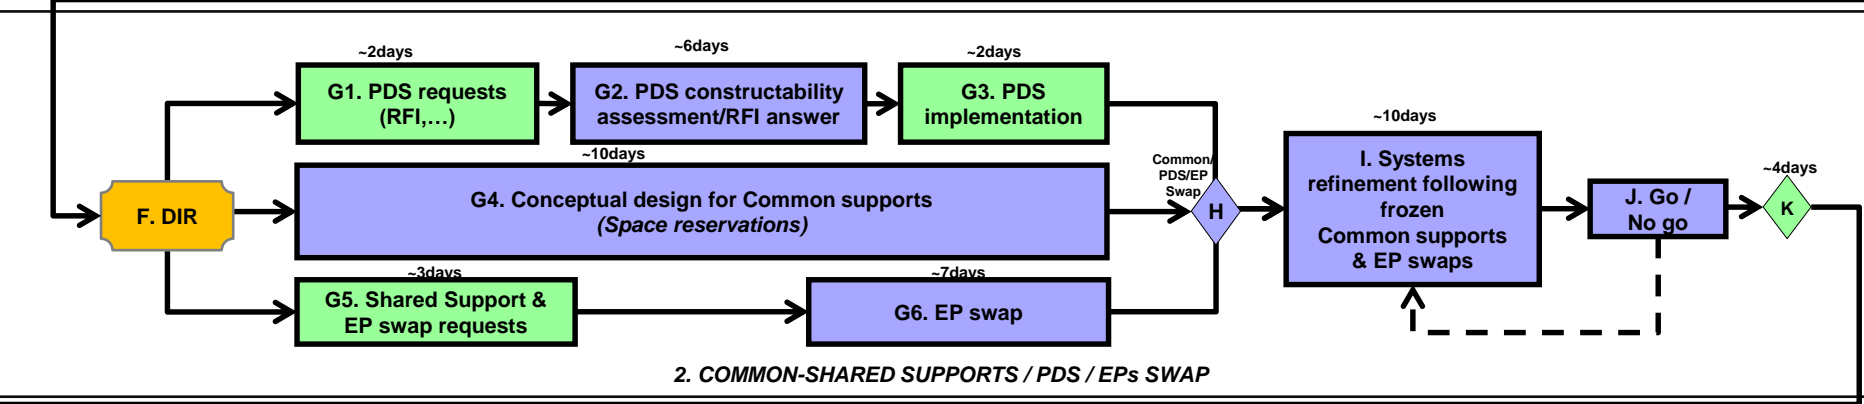 ~2days
~6days
~2days
G1. PDS requests
(RFI,...)
G2. PDS constructability
assessment/RFI answer
G3. PDS
implementation
~10days
G4. Conceptual design for Common supports
(Space reservations)
~3days
G5. Shared Support &
EP swap requests
~7days
G6. EP swap
F. DIR
Common/
PDS/EP
Swap
H
~10days
I. Systems
refinement following
frozen
Common supports
& EP swaps
J. Go /
No go
~4days
K
2. COMMON-SHARED SUPPORTS / PDS / EPs SWAP